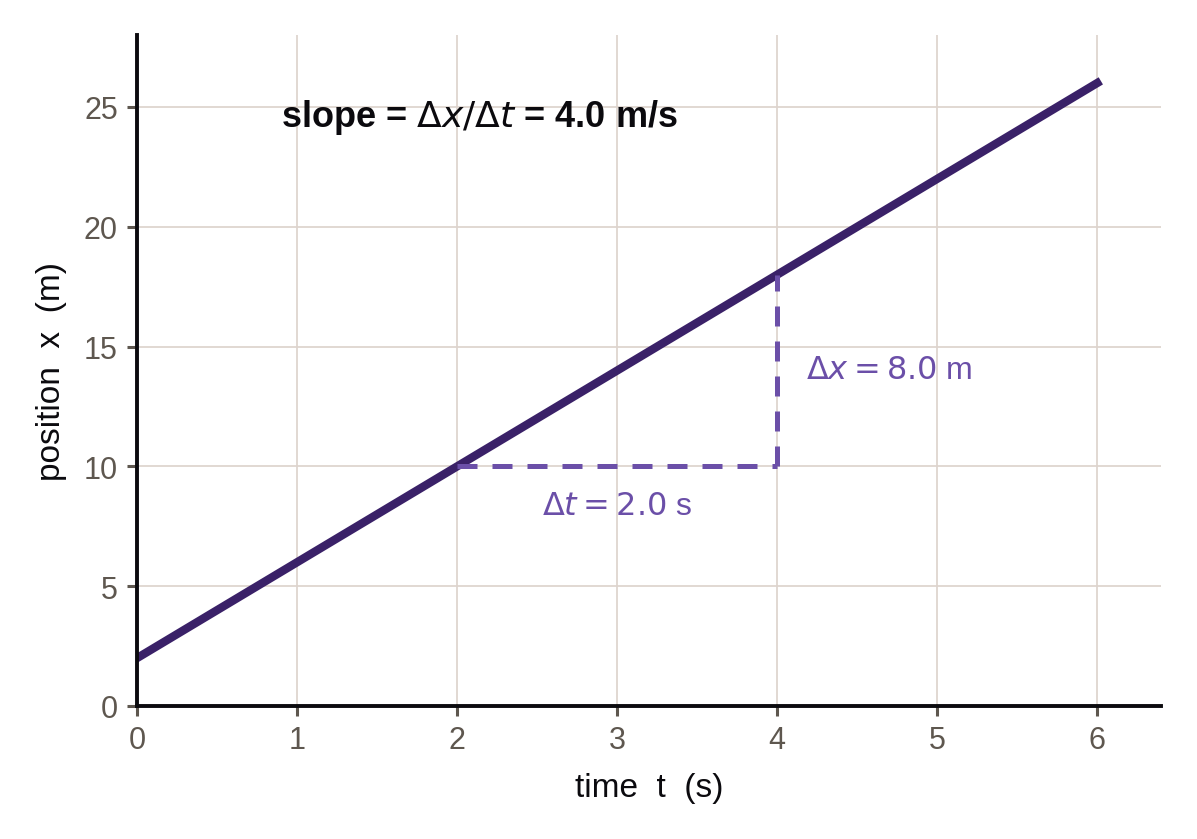 slope = Δx/Δt = 4.0 m/s
25
20
15
10
5
0
position x (m)
Δx = 8.0 m
Δt = 2.0 s
0 1 2 3 4 5 6
time t (s)